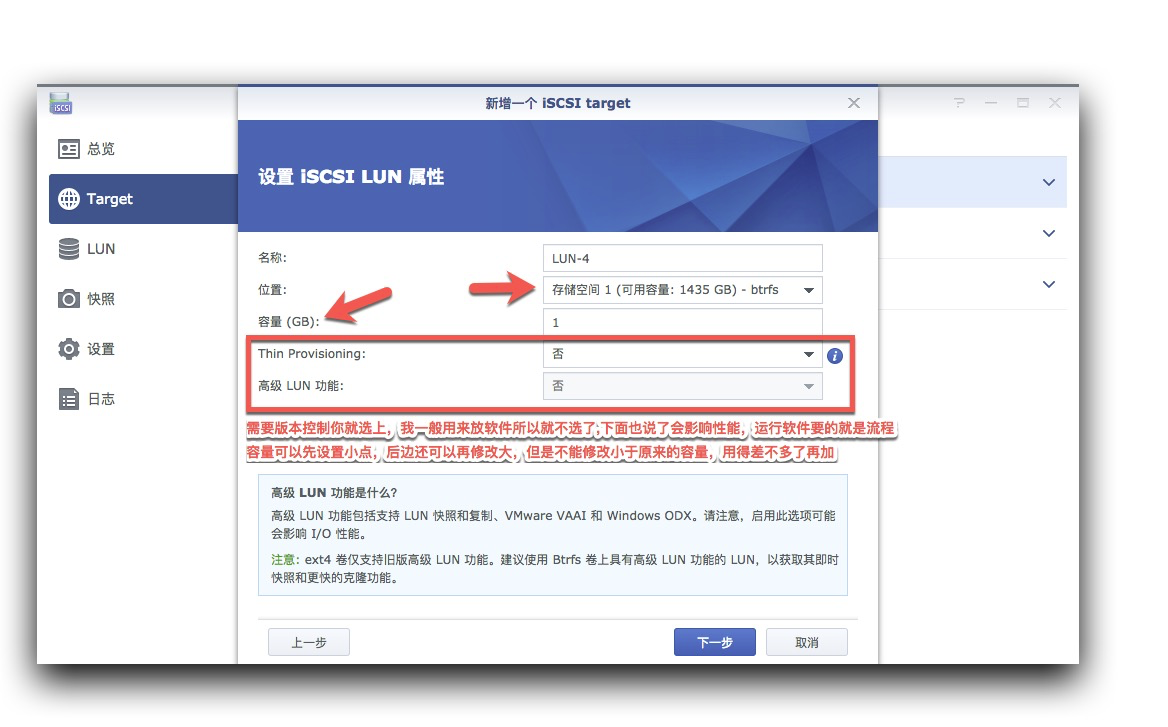 新增一个 iSCSI target
iSCSI
总览
Target
LUN
快照
设置
日志
设置 iSCSI LUN 属性
名称:
LUN-4
位置:
存储空间 1 (可用容量: 1435 GB) - btrfs
容量 (GB):
1
Thin Provisioning:
否
高级 LUN 功能:
否
需要版本控制你就选上，我一般用来放软件所以就不选了;下面也说了会影响性能，运行软件要的就是流程
容量可以先设置小点，后边还可以再修改大，但是不能修改小于原来的容量，用得差不多了再加
高级 LUN 功能是什么?
高级 LUN 功能包括支持 LUN 快照和复制、VMware VAAI 和 Windows ODX。请注意，启用此选项可能
会影响 I/O 性能。
注意: ext4 卷仅支持旧版高级 LUN 功能。建议使用 Btrfs 卷上具有高级 LUN 功能的 LUN，以获取其即时
快照和更快的克隆功能。
上一步
下一步
取消